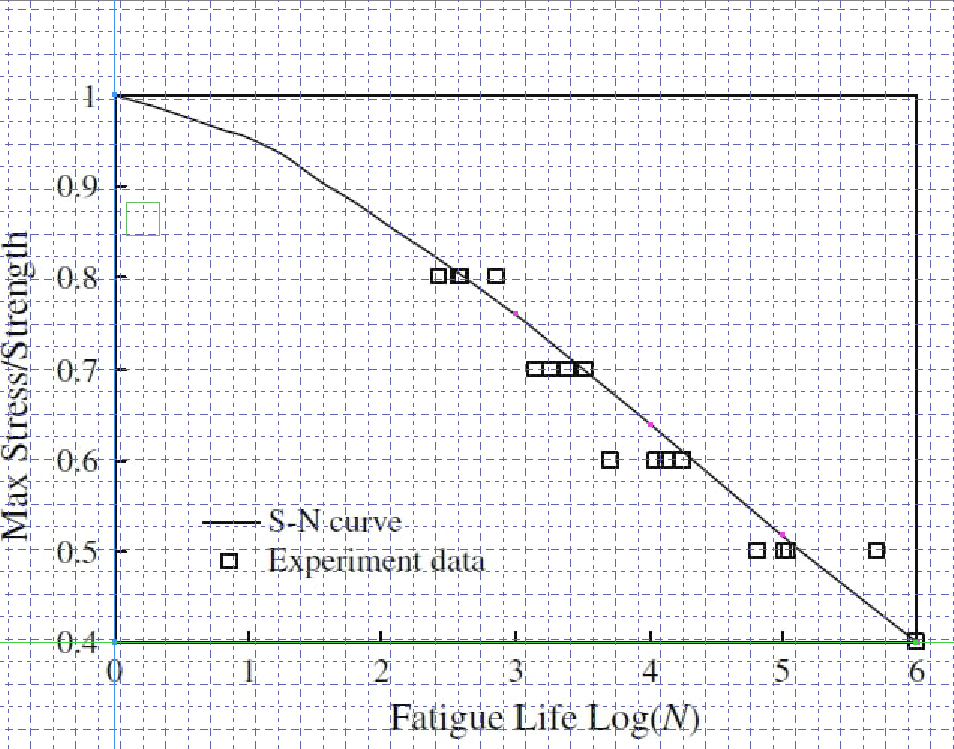 1
0.9
0.8
0.7
0.6
0.5
0.4
Max Stress/Strength
S-N curve
Experiment data
0 1 2 3 4 5 6
Fatigue Life Log(N)